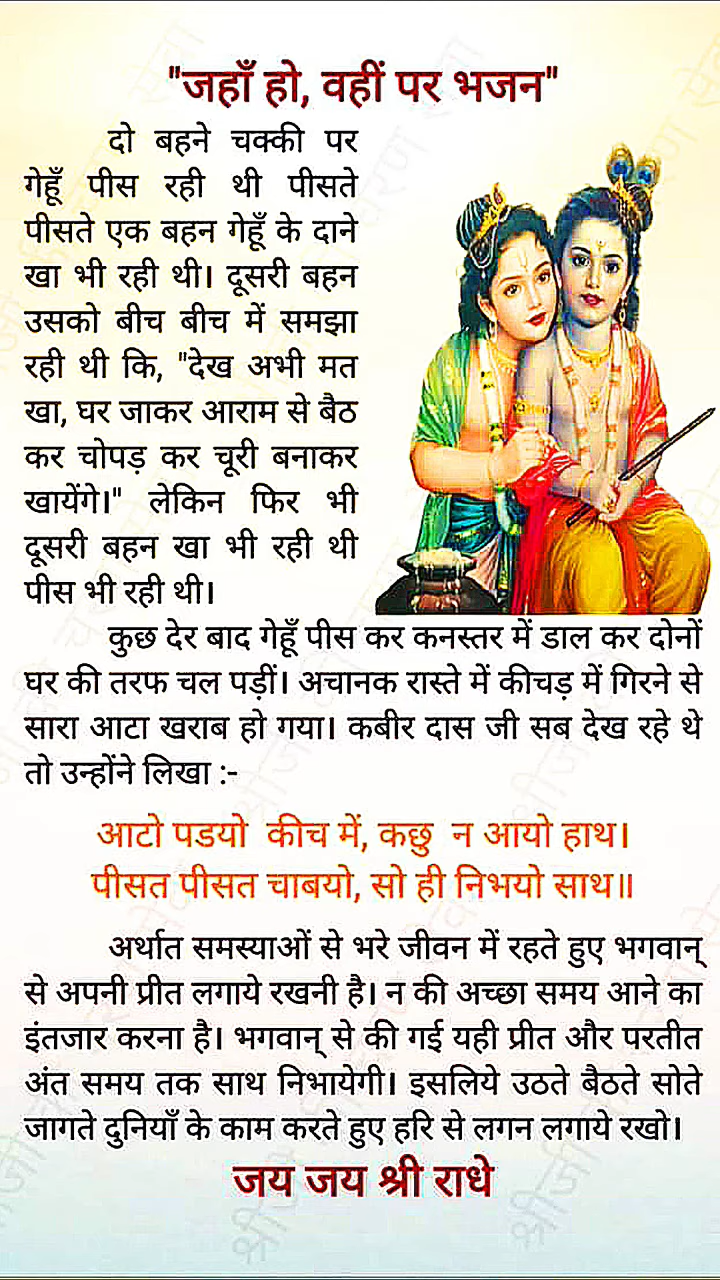 "जहाँ हो, वहीं पर भजन"
दो बहने चक्की पर
गेहूँ पीस रही थी पीसते
पीसते एक बहन गेहूँ के दाने
खा भी रही थी। दूसरी बहन
उसको बीच बीच में समझा
रही थी कि, "देख अभी मत
खा, घर जाकर आराम से बैठ
कर चोपड़ कर चूरी बनाकर
खायेंगे।" लेकिन फिर भी
दूसरी बहन खा भी रही थी
पीस भी रही थी।
कुछ देर बाद गेहूँ पीस कर कनस्तर में डाल कर दोनों
घर की तरफ चल पड़ीं। अचानक रास्ते में कीचड़ में गिरने से
सारा आटा खराब हो गया। कबीर दास जी सब देख रहे थे
तो उन्होंने लिखा :-
आटो पडयो कीच में, कछु न आयो हाथ।
पीसत पीसत चाबयो, सो ही निभयो साथ॥
अर्थात समस्याओं से भरे जीवन में रहते हुए भगवान्
से अपनी प्रीत लगाये रखनी है। न की अच्छा समय आने का
इंतजार करना है। भगवान् से की गई यही प्रीत और परतीत
अंत समय तक साथ निभायेगी। इसलिये उठते बैठते सोते
जागते दुनियाँ के काम करते हुए हरि से लगन लगाये रखो।
जय जय श्री राधे